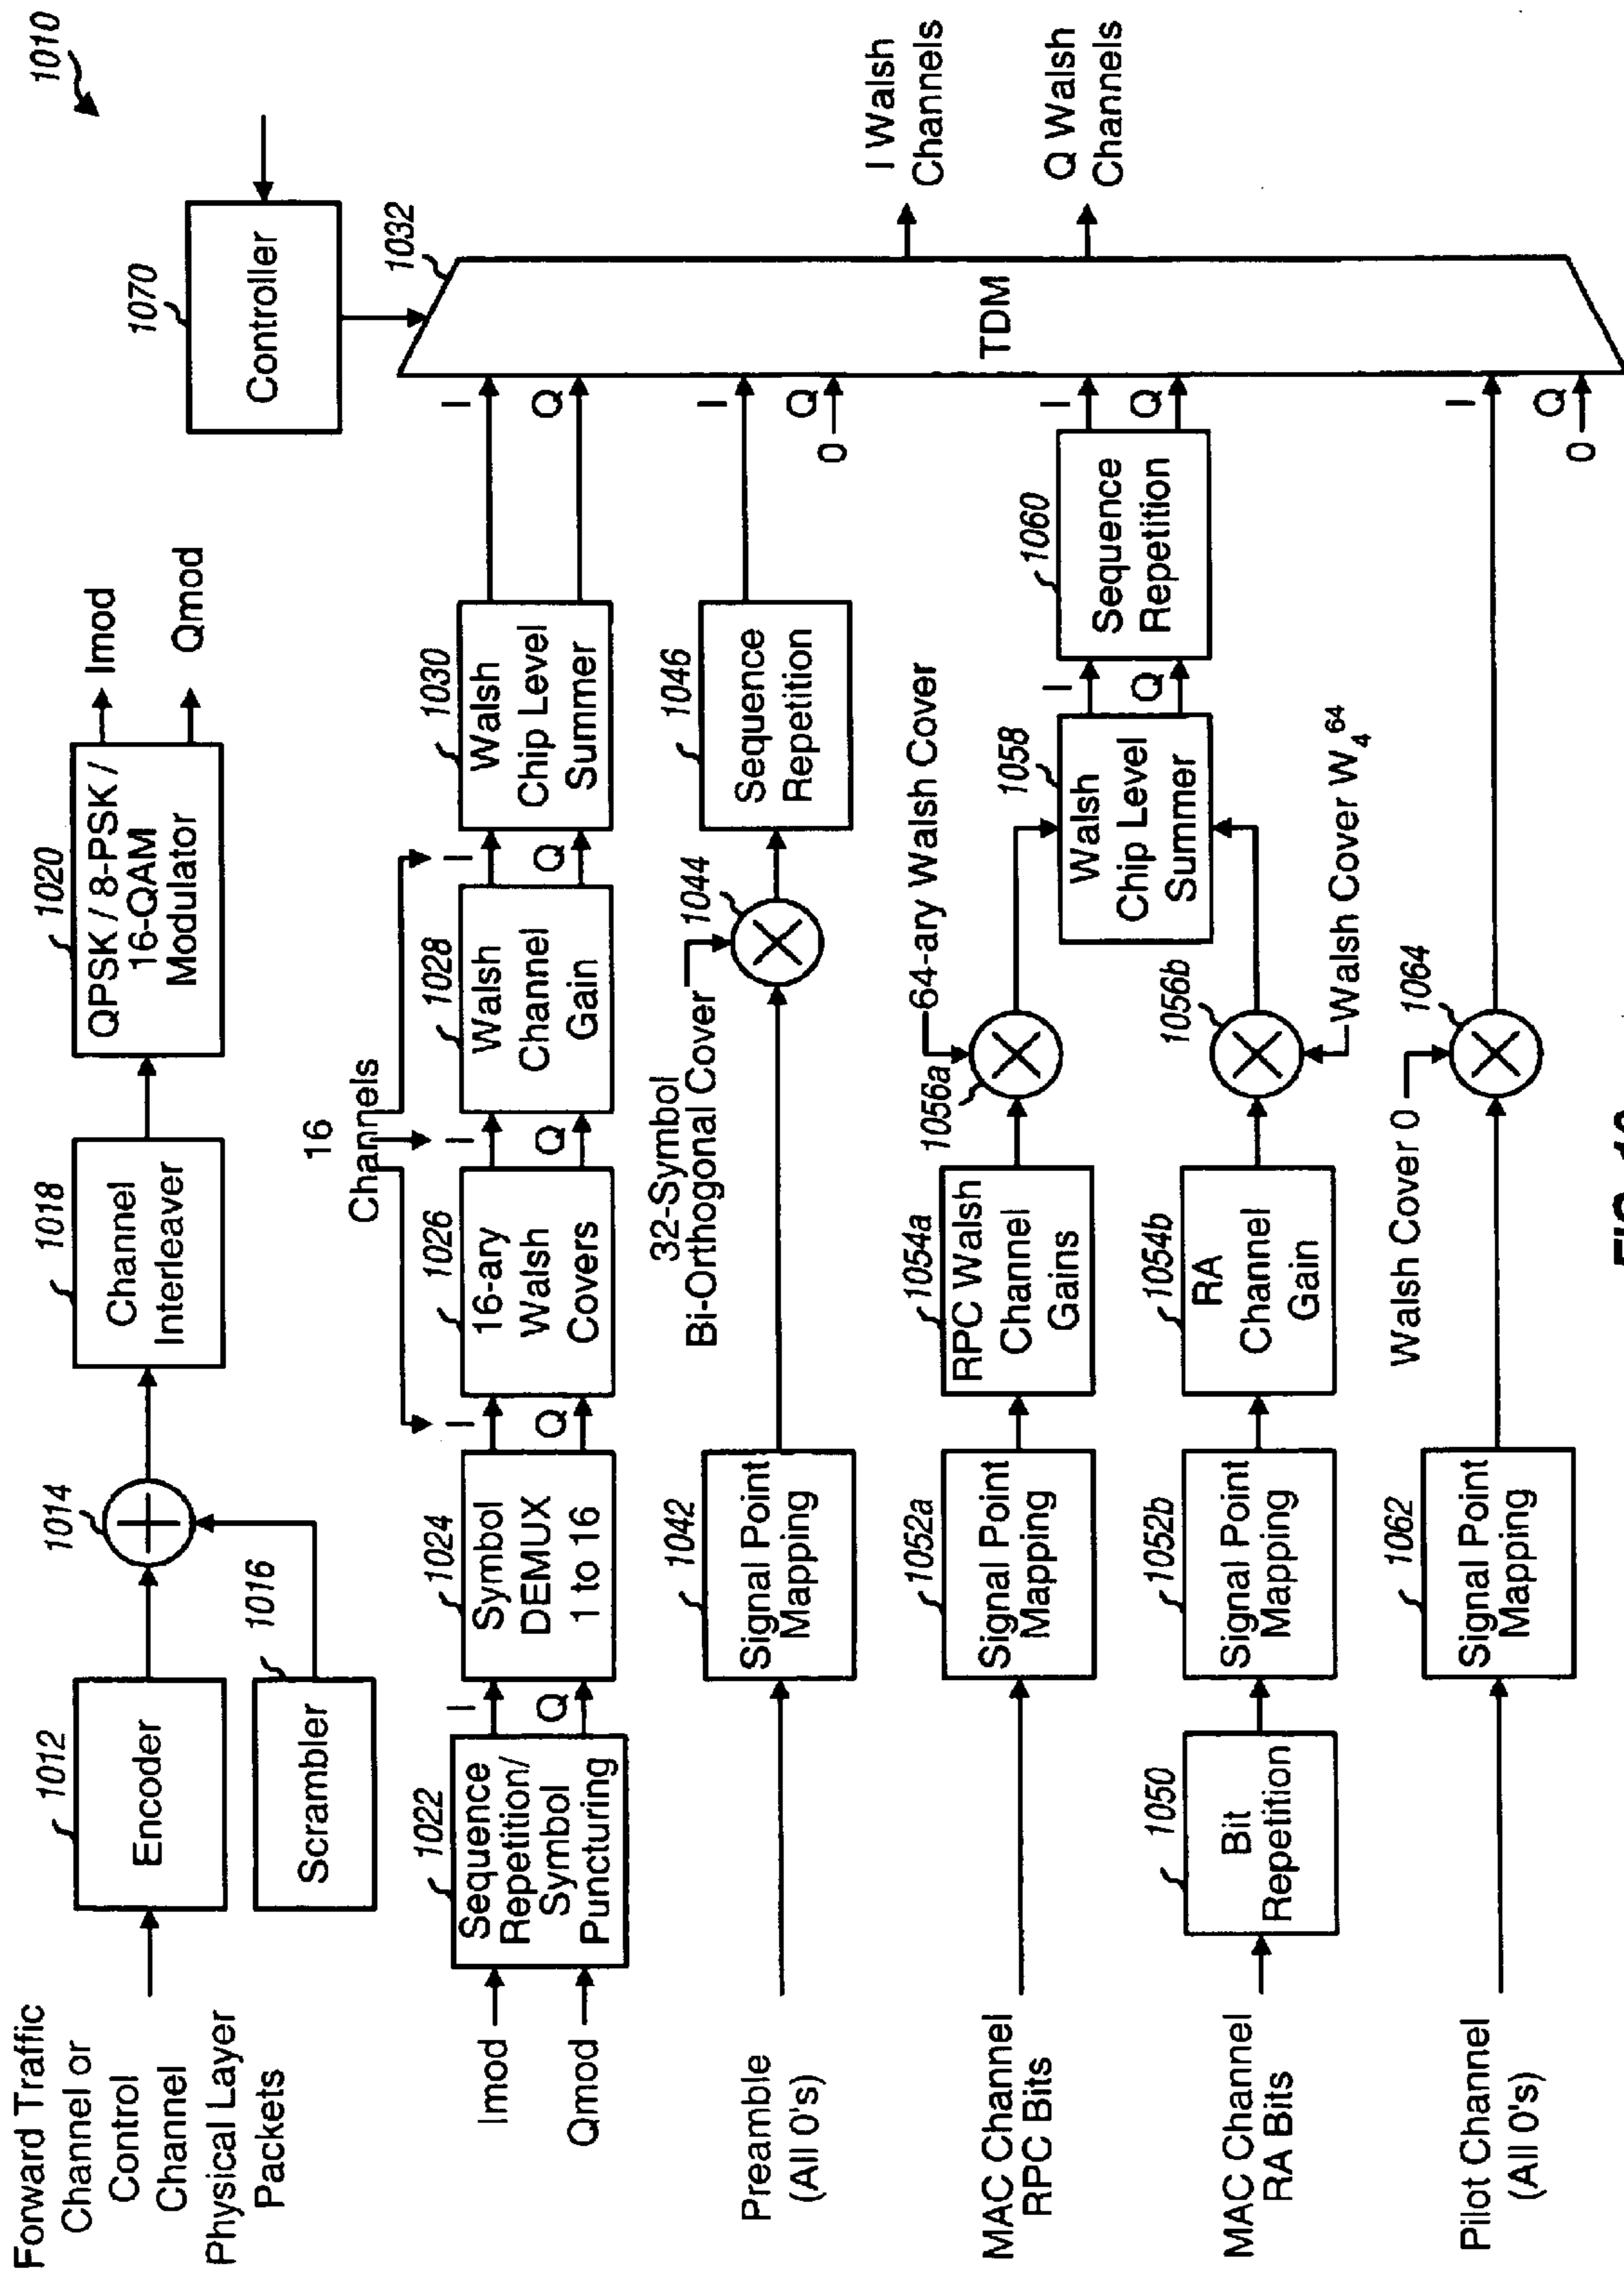 1010
Forward Traffic
Channel or
Control
Channel
Physical Layer
Packets
1012
Encoder
1014
1016
Scrambler
1018
Channel
Interleaver
1020
QPSK / 8-PSK /
16-QAM
Modulator
Imod
Qmod
1070
Controller
Imod
Qmod
1022
Sequence
Repetition/
Symbol
Puncturing
I
Q
1024
Symbol
DEMUX
1 to 16
I
Q
16
Channels
1026
16-ary
Walsh
Covers
I
Q
1028
Walsh
Channel
Gain
I
Q
1030
Walsh
Chip Level
Summer
I
Q
1032
TDM
I Walsh
Channels
Q Walsh
Channels
Preamble
(All 0's)
1042
Signal Point
Mapping
32-Symbol
Bi-Orthogonal Cover
1044
1046
Sequence
Repetition
I
Q
0
MAC Channel
RPC Bits
1052a
Signal Point
Mapping
1054a
RPC Walsh
Channel
Gains
1056a
64-ary Walsh Cover
1058
Walsh
Chip Level
Summer
I
Q
1060
Sequence
Repetition
I
Q
MAC Channel
RA Bits
1050
Bit
Repetition
1052b
Signal Point
Mapping
1054b
RA
Channel
Gain
1056b
Walsh Cover W₄⁶⁴
Pilot Channel
(All 0's)
1062
Signal Point
Mapping
Walsh Cover 0
1064
I
Q
0